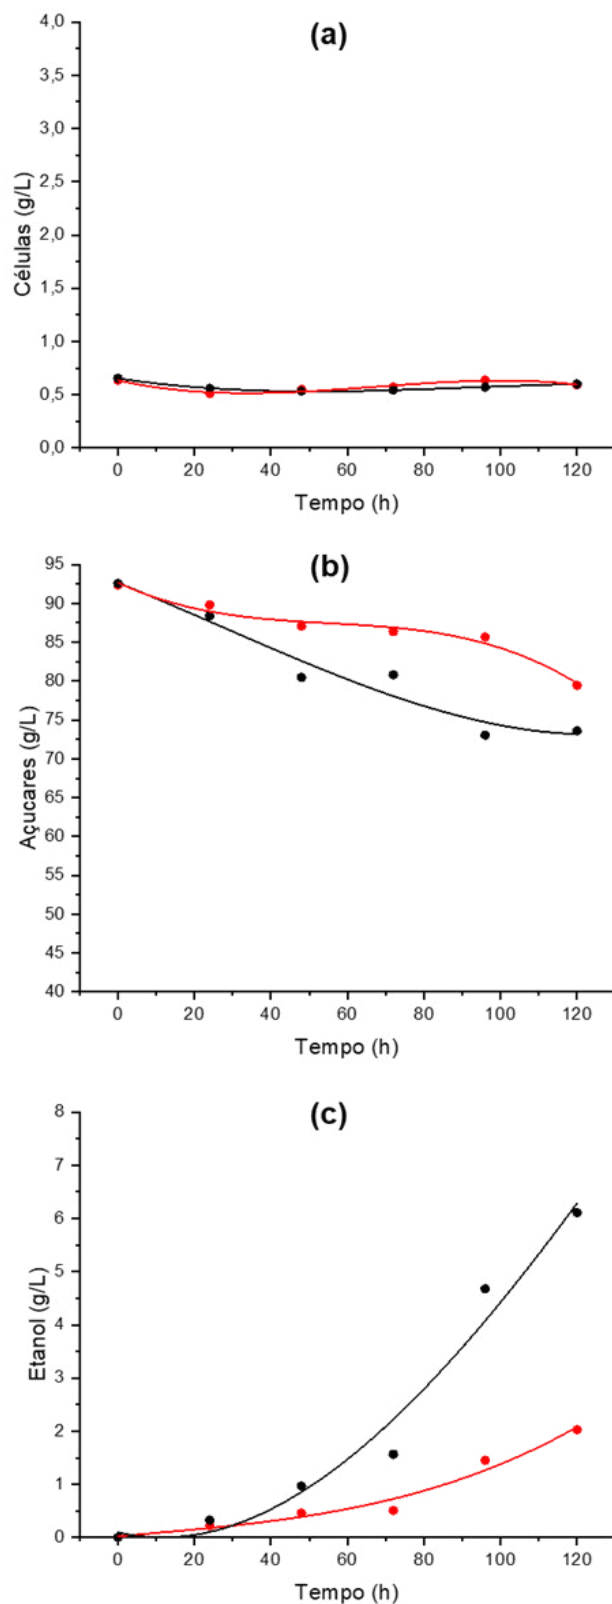 (a)
4,0
3,5
3,0
2,5
2,0
1,5
1,0
0,5
0,0
Células (g/L)
0 20 40 60 80 100 120
Tempo (h)
(b)
95
90
85
80
75
70
65
60
55
50
45
40
Açucares (g/L)
0 20 40 60 80 100 120
Tempo (h)
(c)
8
7
6
5
4
3
2
1
0
Etanol (g/L)
0 20 40 60 80 100 120
Tempo (h)